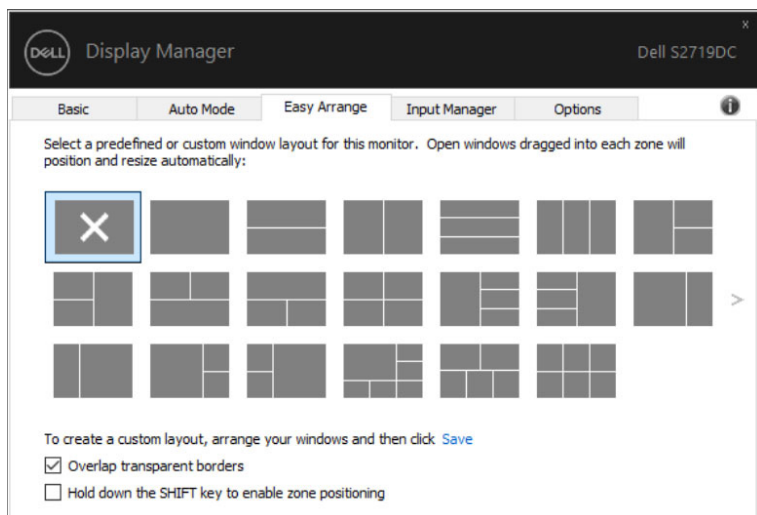 x
DELL Display Manager Dell S2719DC
Basic Auto Mode Easy Arrange Input Manager Options i
Select a predefined or custom window layout for this monitor. Open windows dragged into each zone will
position and resize automatically:
>
To create a custom layout, arrange your windows and then click Save
Overlap transparent borders
Hold down the SHIFT key to enable zone positioning